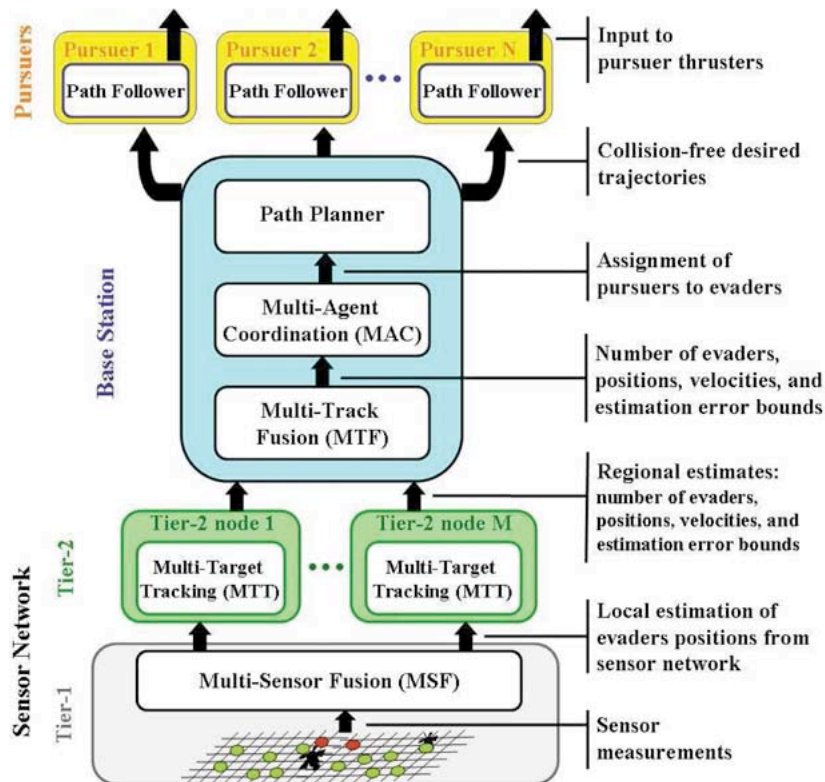 Pursuers
Pursuer 1
Pursuer 2
Pursuer N
Path Follower
Path Follower
Path Follower
Input to
pursuer thrusters
Collision-free desired
trajectories
Base Station
Path Planner
Assignment of
pursuers to evaders
Multi-Agent
Coordination (MAC)
Number of evaders,
positions, velocities, and
estimation error bounds
Multi-Track
Fusion (MTF)
Regional estimates:
number of evaders,
positions, velocities, and
estimation error bounds
Sensor Network
Tier-2
Tier-2 node 1
Tier-2 node M
Multi-Target
Tracking (MTT)
Multi-Target
Tracking (MTT)
Local estimation of
evaders positions from
sensor network
Tier-1
Multi-Sensor Fusion (MSF)
Sensor
measurements